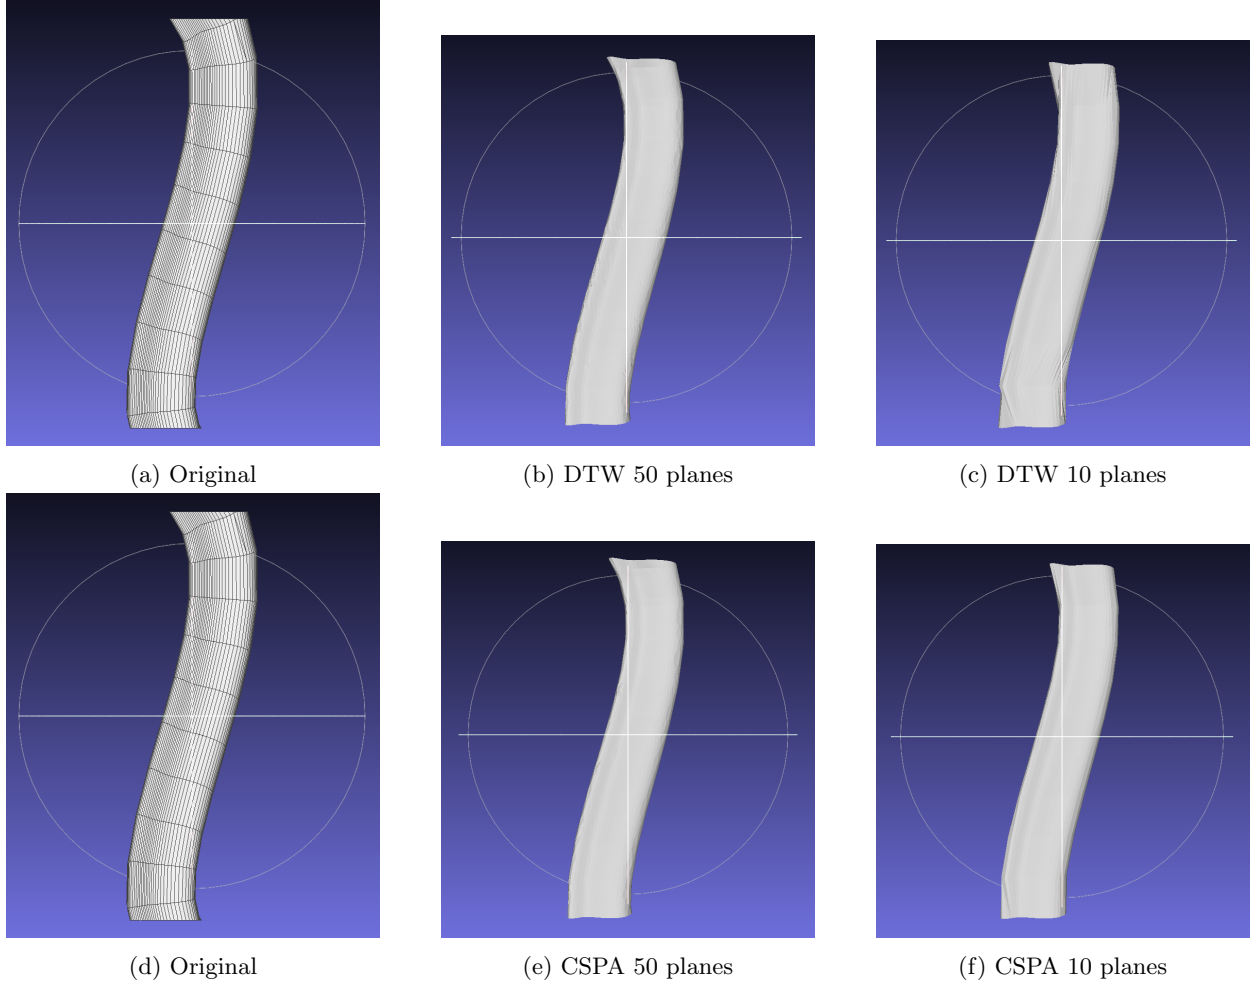 (a) Original
(b) DTW 50 planes
(c) DTW 10 planes
(d) Original
(e) CSPA 50 planes
(f) CSPA 10 planes